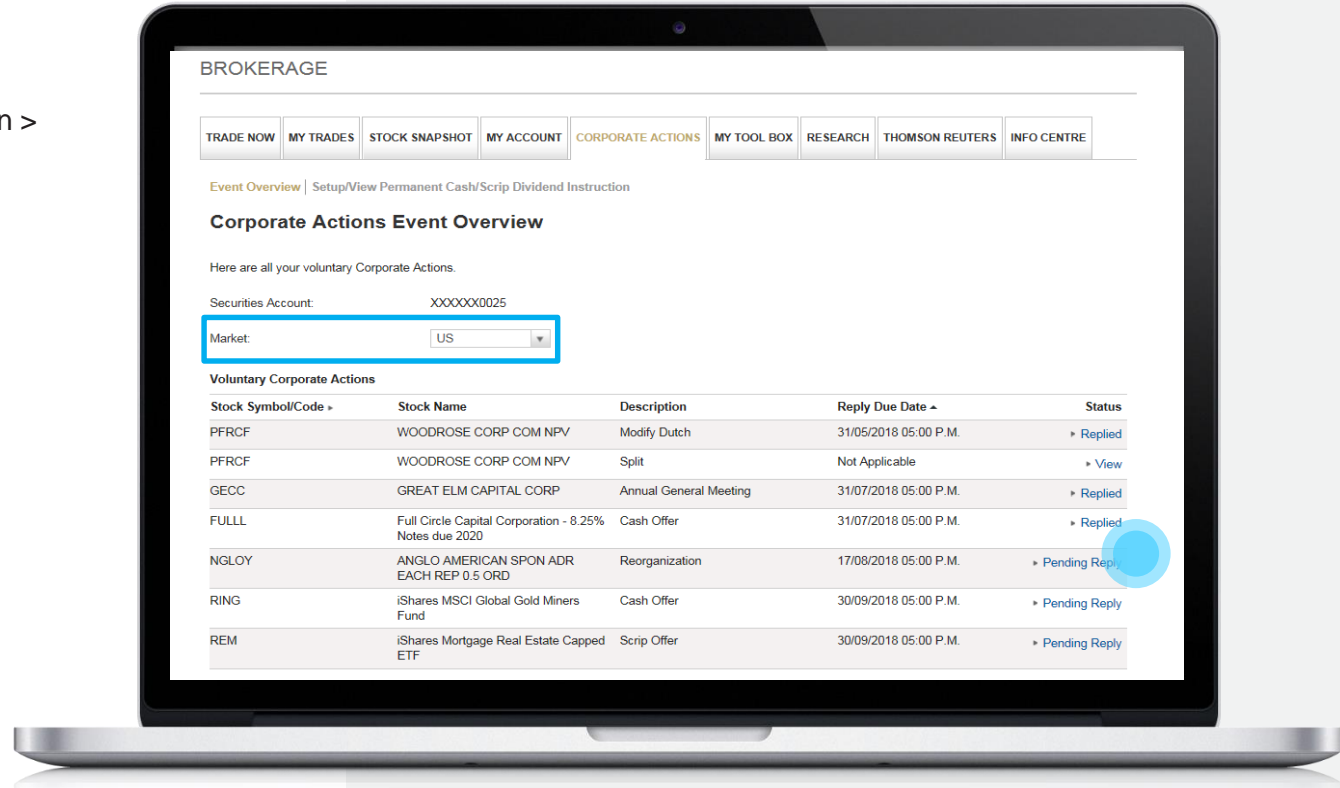 n >
BROKERAGE
TRADE NOW MY TRADES STOCK SNAPSHOT MY ACCOUNT CORPORATE ACTIONS MY TOOL BOX RESEARCH THOMSON REUTERS INFO CENTRE
Event Overview | Setup/View Permanent Cash/Scrip Dividend Instruction
Corporate Actions Event Overview
Here are all your voluntary Corporate Actions.
Securities Account: XXXXXX0025
Market: US
Voluntary Corporate Actions
Stock Symbol/Code Stock Name Description Reply Due Date Status
PFRCF WOODROSE CORP COM NPV Modify Dutch 31/05/2018 05:00 P.M. Replied
PFRCF WOODROSE CORP COM NPV Split Not Applicable View
GECC GREAT ELM CAPITAL CORP Annual General Meeting 31/07/2018 05:00 P.M. Replied
FULLL Full Circle Capital Corporation - 8.25% Cash Offer 31/07/2018 05:00 P.M. Replied
Notes due 2020
NGLOY ANGLO AMERICAN SPON ADR Reorganization 17/08/2018 05:00 P.M. Pending Reply
EACH REP 0.5 ORD
RING iShares MSCI Global Gold Miners Cash Offer 30/09/2018 05:00 P.M. Pending Reply
Fund
REM iShares Mortgage Real Estate Capped Scrip Offer 30/09/2018 05:00 P.M. Pending Reply
ETF